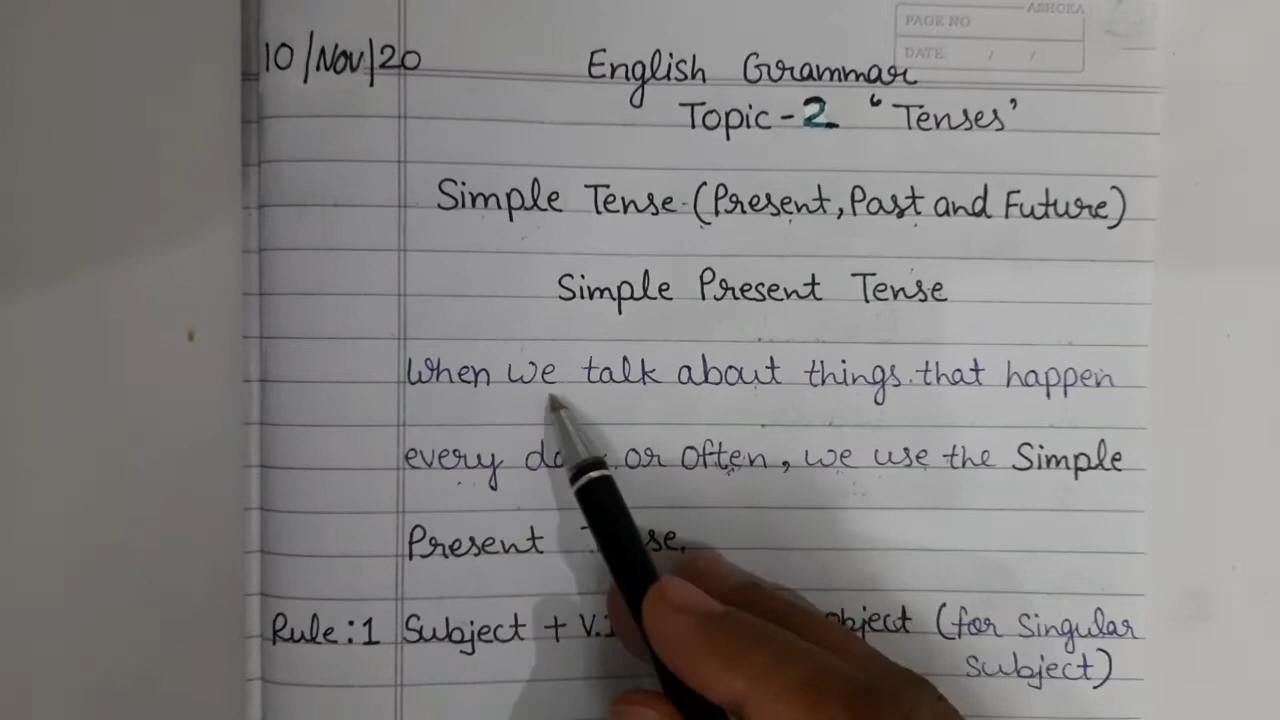 ASHOKA
PAGE NO
DATE: / /
10/Nov/20
English Grammar
Topic-2 "Tenses'
Simple Tense (Present, Past and Future)
Simple Present Tense
When we talk about things that happen
every or often, we use the Simple
Present
Rule:1 Subject + (for Singular
subject)